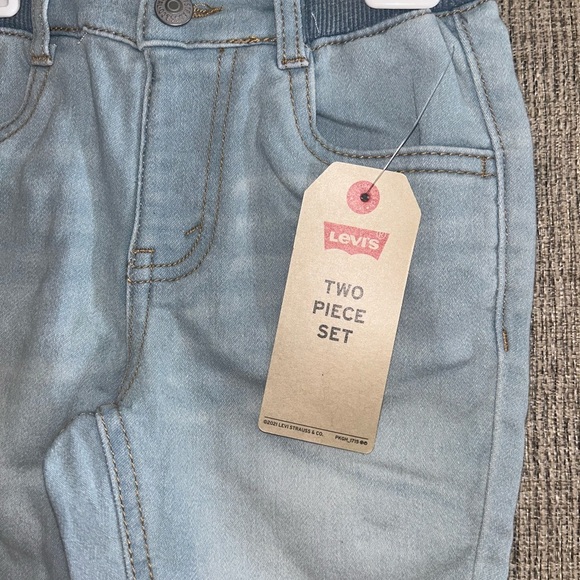 Levi's
TWO
PIECE
SET
©2021 LEVI STRAUSS & CO.